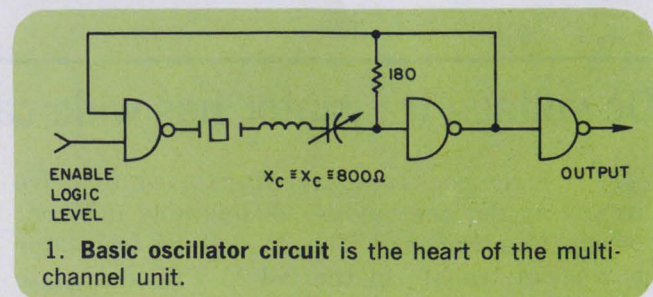 180
ENABLE
LOGIC
LEVEL
X_C ≡ X_C ≡ 800Ω
OUTPUT
1. Basic oscillator circuit is the heart of the multi-
channel unit.